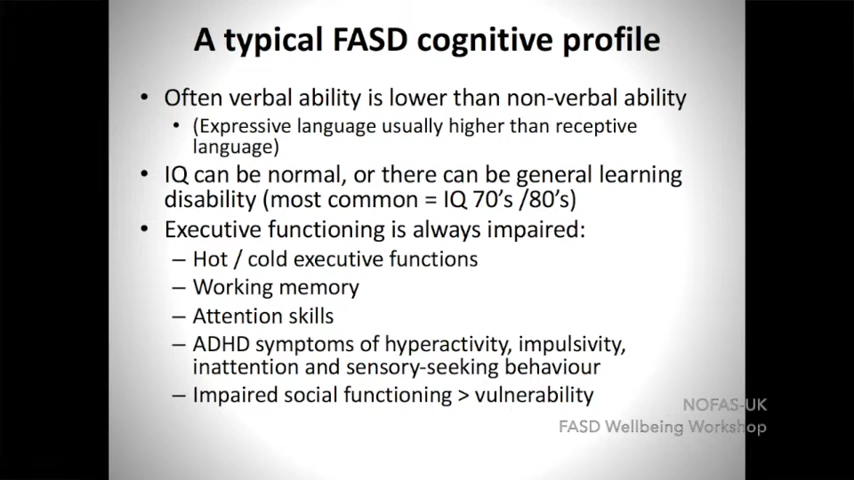 A typical FASD cognitive profile
• Often verbal ability is lower than non-verbal ability
• (Expressive language usually higher than receptive
language)
• IQ can be normal, or there can be general learning
disability (most common = IQ 70's /80's)
• Executive functioning is always impaired:
– Hot / cold executive functions
– Working memory
– Attention skills
– ADHD symptoms of hyperactivity, impulsivity,
inattention and sensory-seeking behaviour
– Impaired social functioning > vulnerability
NOFAS-UK
FASD Wellbeing Workshop